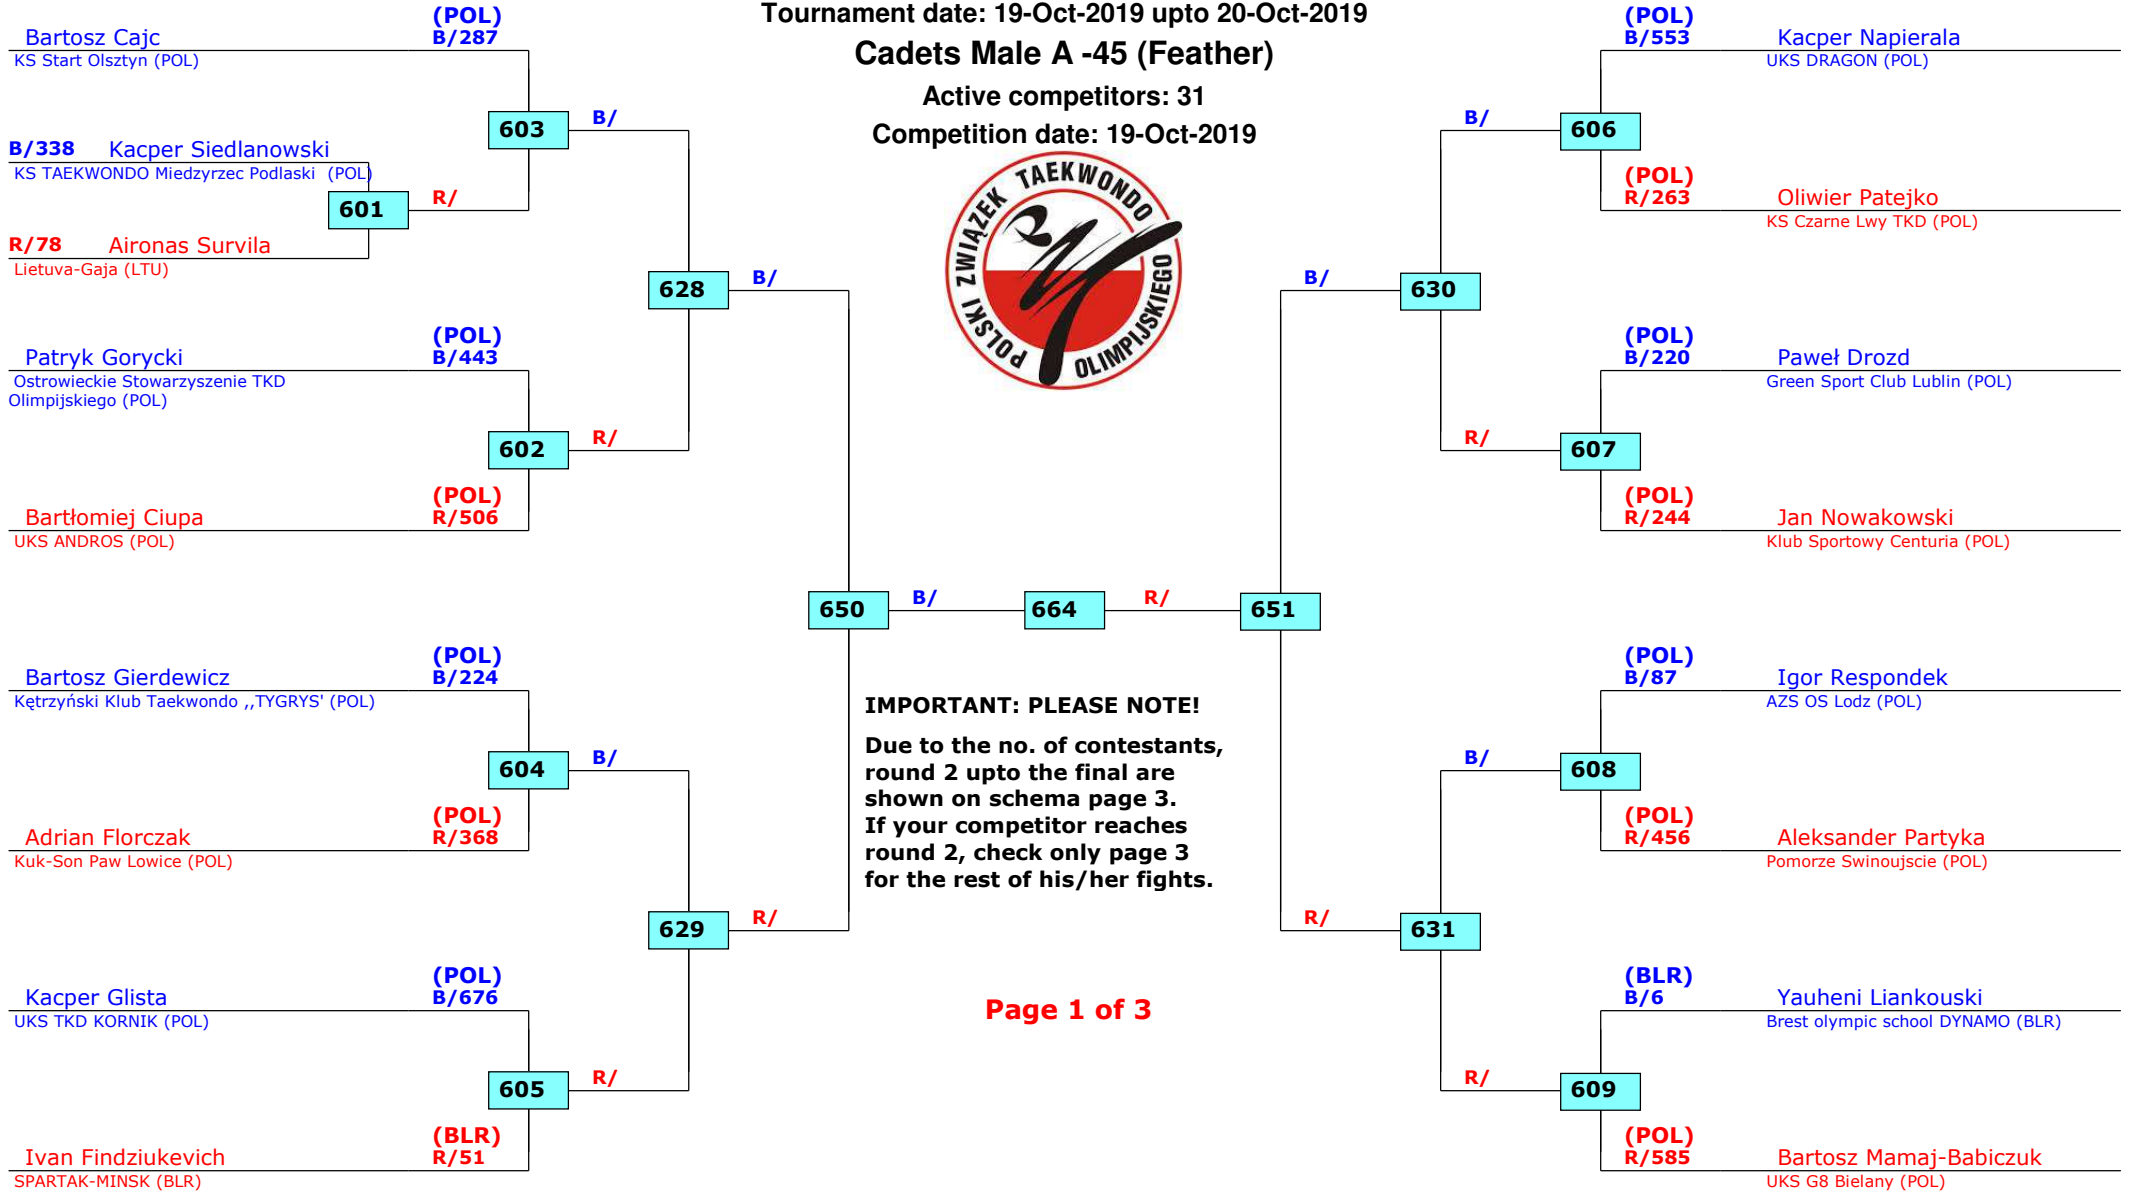 Tournament date: 19-Oct-2019 upto 20-Oct-2019
Cadets Male A -45 (Feather)
Active competitors: 31
Competition date: 19-Oct-2019
POLSKI ZWIĄZEK TAEKWONDO OLIMPIJSKIEGO
(POL)
Bartosz Cajc B/287
KS Start Olsztyn (POL)
603
B/
B/338 Kacper Siedlanowski
KS TAEKWONDO Miedzyrzec Podlaski (POL)
601
R/
R/78 Aironas Survila
Lietuva-Gaja (LTU)
628
B/
(POL)
Patryk Gorycki B/443
Ostrowieckie Stowarzyszenie TKD
Olimpijskiego (POL)
602
R/
(POL)
Bartłomiej Ciupa R/506
UKS ANDROS (POL)
650
B/
664
R/
651
(POL)
Bartosz Gierdewicz B/224
Kętrzyński Klub Taekwondo ,,TYGRYS' (POL)
604
B/
(POL)
Adrian Florczak R/368
Kuk-Son Paw Lowice (POL)
629
R/
(POL)
Kacper Glista B/676
UKS TKD KORNIK (POL)
605
R/
(BLR)
Ivan Findziukevich R/51
SPARTAK-MINSK (BLR)
IMPORTANT: PLEASE NOTE!
Due to the no. of contestants,
round 2 upto the final are
shown on schema page 3.
If your competitor reaches
round 2, check only page 3
for the rest of his/her fights.
Page 1 of 3
(POL)
B/553 Kacper Napierala
UKS DRAGON (POL)
B/
606
(POL)
R/263 Oliwier Patejko
KS Czarne Lwy TKD (POL)
B/
630
(POL)
B/220 Paweł Drozd
Green Sport Club Lublin (POL)
R/
607
(POL)
R/244 Jan Nowakowski
Klub Sportowy Centuria (POL)
(POL)
B/87 Igor Respondek
AZS OS Lodz (POL)
B/
608
(POL)
R/456 Aleksander Partyka
Pomorze Swinoujscie (POL)
R/
631
(BLR)
B/6 Yauheni Liankouski
Brest olympic school DYNAMO (BLR)
R/
609
(POL)
R/585 Bartosz Mamaj-Babiczuk
UKS G8 Bielany (POL)